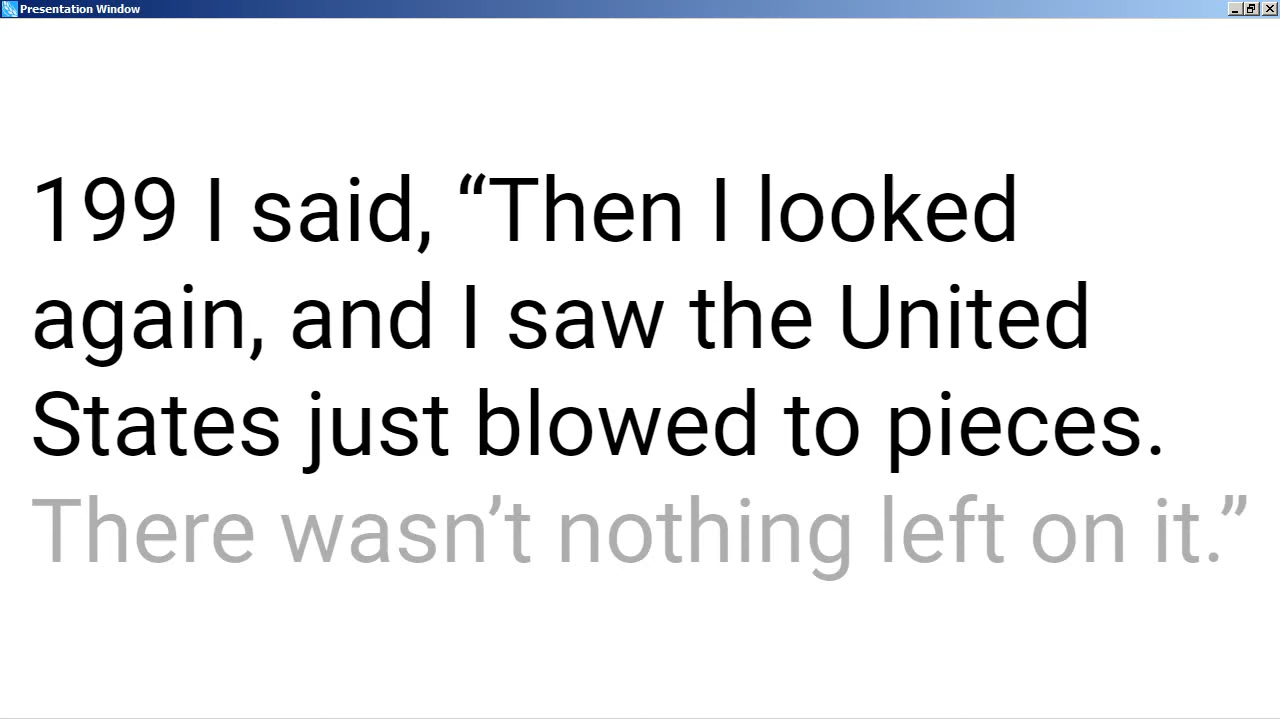 Presentation Window
199 I said, “Then I looked
again, and I saw the United
States just blowed to pieces.
There wasn’t nothing left on it.”